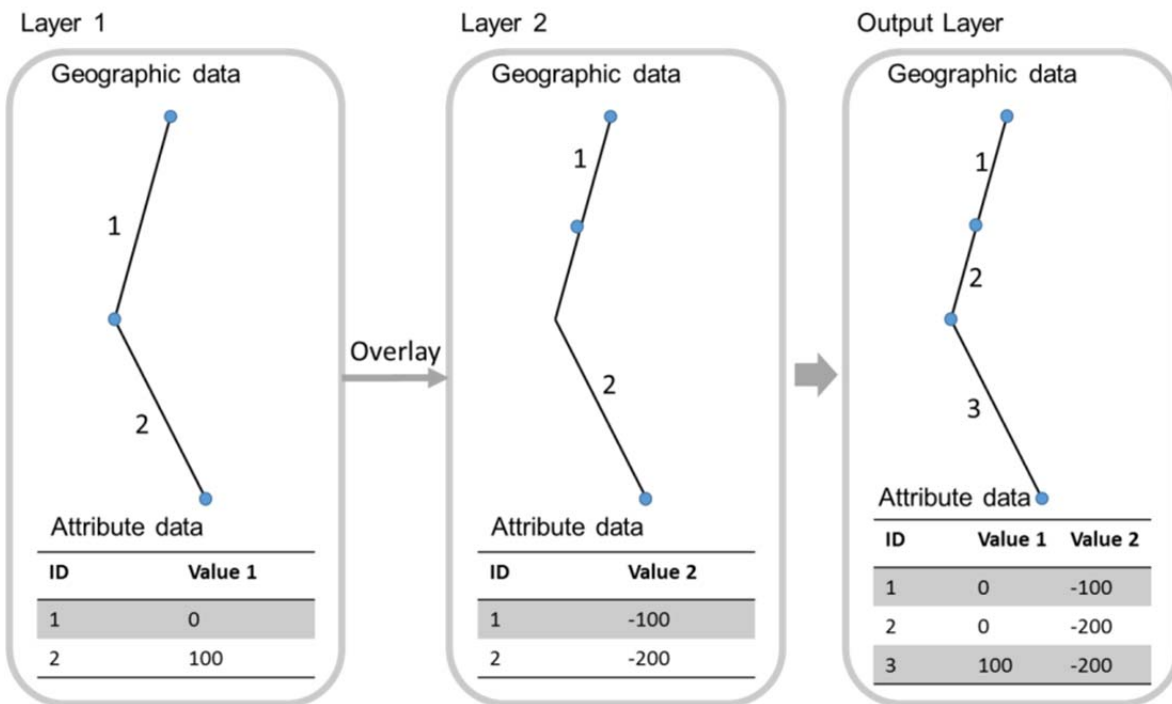 Layer 1
Geographic data
1
2
Attribute data
ID Value 1
1 0
2 100
Overlay
Layer 2
Geographic data
1
2
Attribute data
ID Value 2
1 -100
2 -200
Output Layer
Geographic data
1
2
3
Attribute data
ID Value 1 Value 2
1 0 -100
2 0 -200
3 100 -200